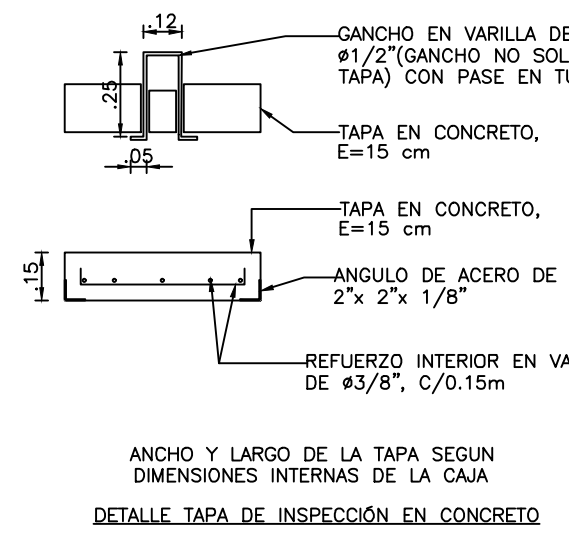 .12
GANCHO EN VARILLA DE
ø1/2"(GANCHO NO SOL
TAPA) CON PASE EN TU
.25
TAPA EN CONCRETO,
E=15 cm
.05
TAPA EN CONCRETO,
E=15 cm
.15
ANGULO DE ACERO DE
2"x 2"x 1/8"
REFUERZO INTERIOR EN VA
DE ø3/8", C/0.15m
ANCHO Y LARGO DE LA TAPA SEGUN
DIMENSIONES INTERNAS DE LA CAJA
DETALLE TAPA DE INSPECCIÓN EN CONCRETO